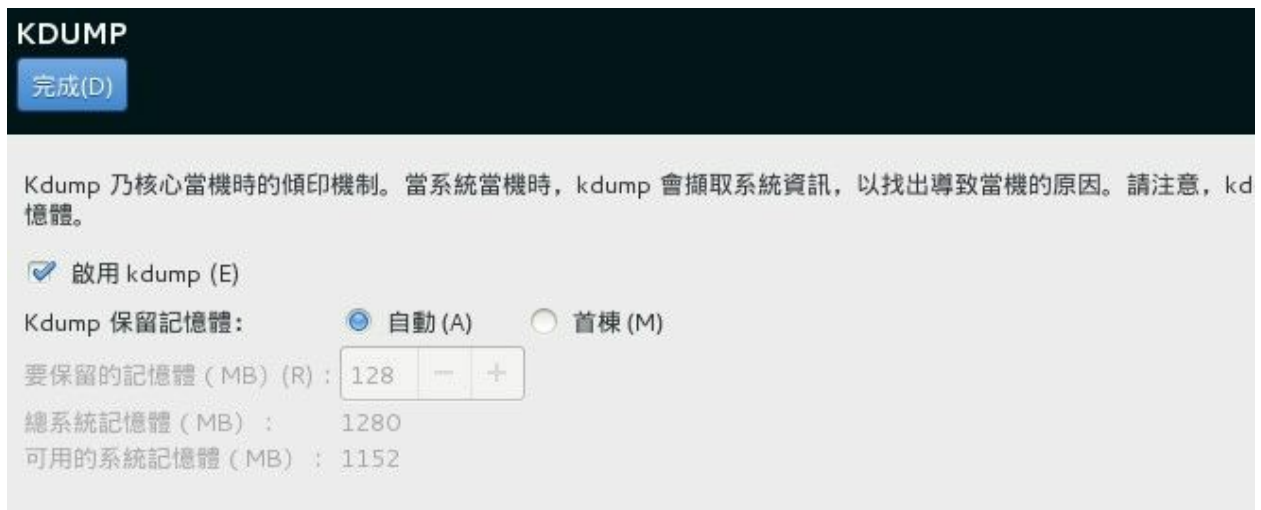 KDUMP
完成(D)
Kdump 乃核心當機時的傾印機制。當系統當機時，kdump 會擷取系統資訊，以找出導致當機的原因。請注意，kd
憶體。
啟用 kdump (E)
Kdump 保留記憶體： 自動 (A) 首棟 (M)
要保留的記憶體 ( MB) (R) : 128 − +
總系統記憶體 ( MB) : 1280
可用的系統記憶體 ( MB) : 1152